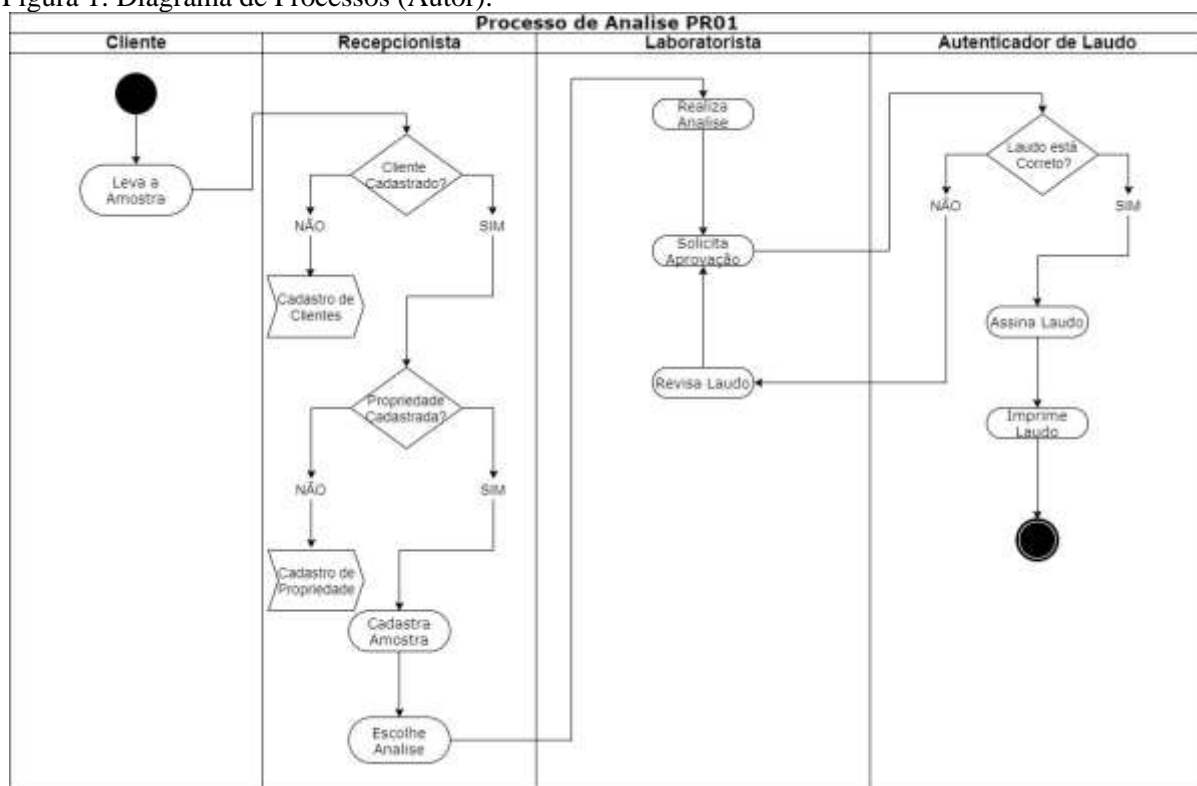 Figura 1: Diagrama de Processos (Autor).
Processo de Analise PR01
Cliente
Recepcionista
Laboratorista
Autenticador de Laudo
Leva a
Amostra
Cliente
Cadastrado?
NÃO
SIM
Cadastro de
Clientes
Propriedade
Cadastrada?
NÃO
SIM
Cadastro de
Propriedade
Cadastra
Amostra
Escolhe
Analise
Realiza
Analise
Solicita
Aprovação
Revisa Laudo
Laudo está
Correto?
NÃO
SIM
Assina Laudo
Imprime
Laudo